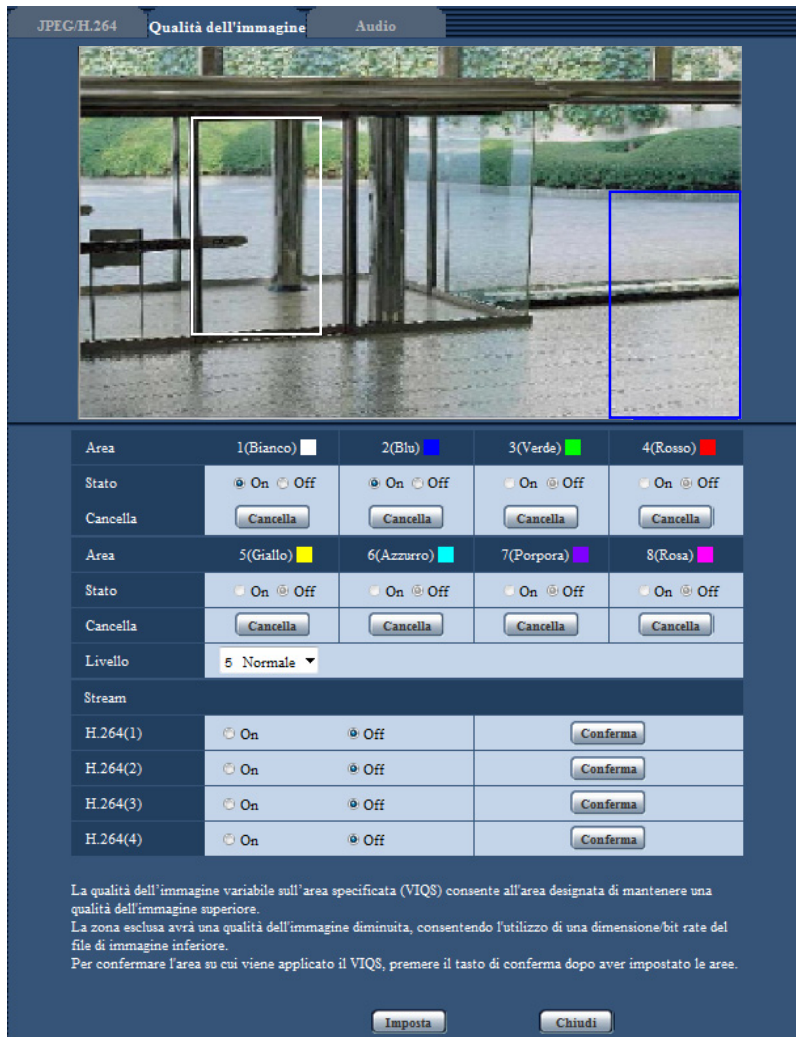 JPEG/H.264 Qualità dell'immagine Audio
Area 1(Bianco) 2(Blu) 3(Verde) 4(Rosso)
Stato On Off On Off On Off On Off
Cancella Cancella Cancella Cancella Cancella
Area 5(Giallo) 6(Azzurro) 7(Porpora) 8(Rosa)
Stato On Off On Off On Off On Off
Cancella Cancella Cancella Cancella Cancella
Livello 5 Normale
Stream
H.264(1) On Off Conferma
H.264(2) On Off Conferma
H.264(3) On Off Conferma
H.264(4) On Off Conferma
La qualità dell'immagine variabile sull'area specificata (VIQS) consente all'area designata di mantenere una
qualità dell'immagine superiore.
La zona esclusa avrà una qualità dell'immagine diminuita, consentendo l'utilizzo di una dimensione/bit rate del
file di immagine inferiore.
Per confermare l'area su cui viene applicato il VIQS, premere il tasto di conferma dopo aver impostato le aree.
Imposta Chiudi